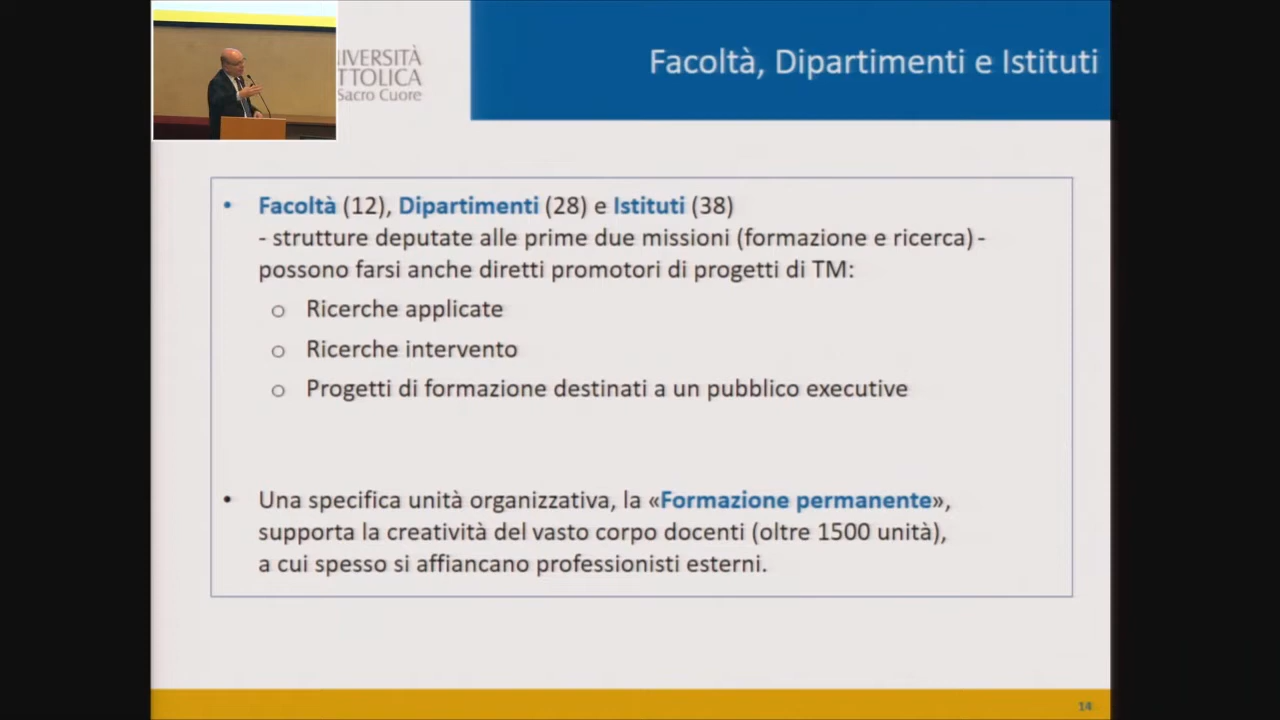 IVERSITÀ
TTOLICA
Sacro Cuore
Facoltà, Dipartimenti e Istituti
• Facoltà (12), Dipartimenti (28) e Istituti (38)
- strutture deputate alle prime due missioni (formazione e ricerca) -
possono farsi anche diretti promotori di progetti di TM:
o Ricerche applicate
o Ricerche intervento
o Progetti di formazione destinati a un pubblico executive
• Una specifica unità organizzativa, la «Formazione permanente»,
supporta la creatività del vasto corpo docenti (oltre 1500 unità),
a cui spesso si affiancano professionisti esterni.
14